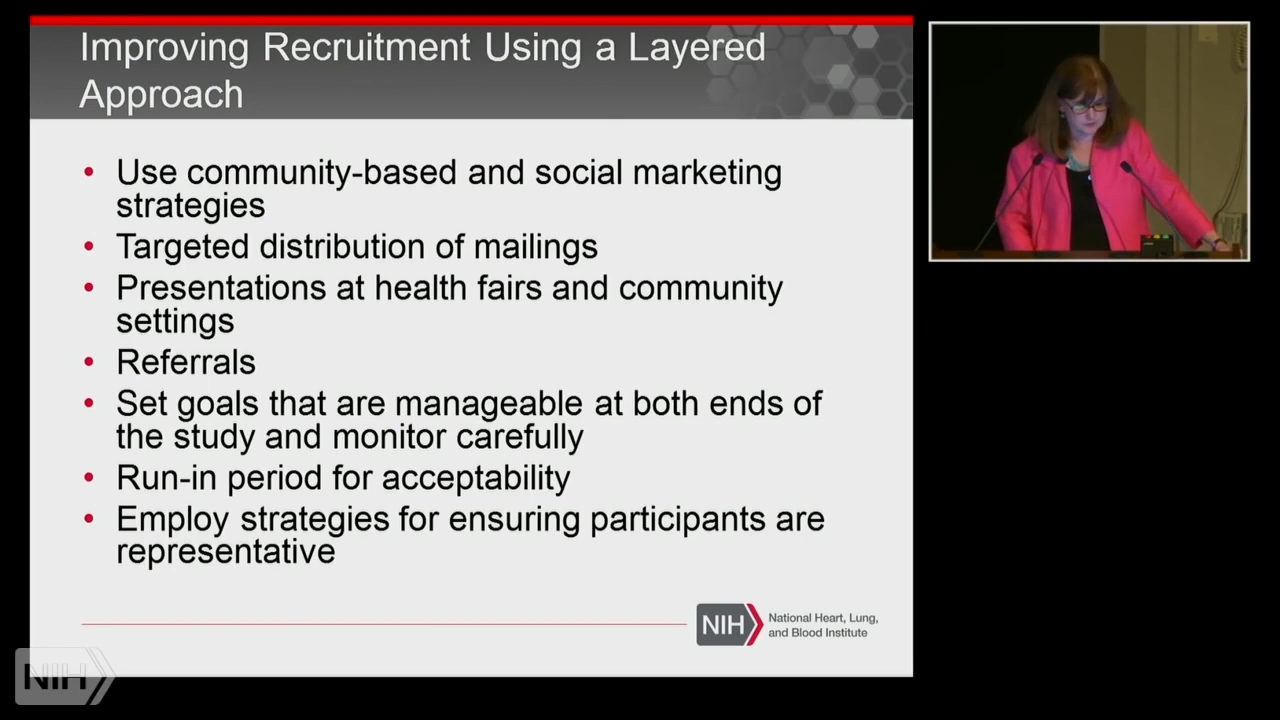 Improving Recruitment Using a Layered
Approach
• Use community-based and social marketing
strategies
• Targeted distribution of mailings
• Presentations at health fairs and community
settings
• Referrals
• Set goals that are manageable at both ends of
the study and monitor carefully
• Run-in period for acceptability
• Employ strategies for ensuring participants are
representative
NIH
National Heart, Lung,
and Blood Institute
NIH